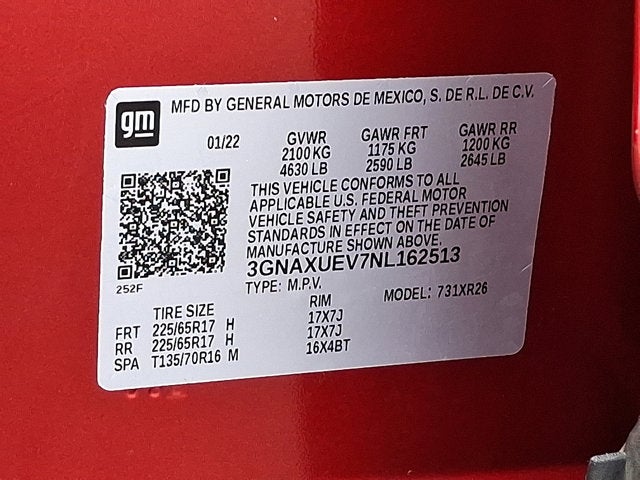 gm
MFD BY GENERAL MOTORS DE MEXICO, S. DE R.L. DE C.V.
01/22 GVWR GAWR FRT GAWR RR
2100 KG 1175 KG 1200 KG
4630 LB 2590 LB 2645 LB
THIS VEHICLE CONFORMS TO ALL
APPLICABLE U.S. FEDERAL MOTOR
VEHICLE SAFETY AND THEFT PREVENTION
STANDARDS IN EFFECT ON THE DATE OF
MANUFACTURE SHOWN ABOVE.
3GNAXUEV7NL162513
252F
TYPE: M.P.V. MODEL: 731XR26
TIRE SIZE RIM
FRT 225/65R17 H 17X7J
RR 225/65R17 H 17X7J
SPA T135/70R16 M 16X4BT